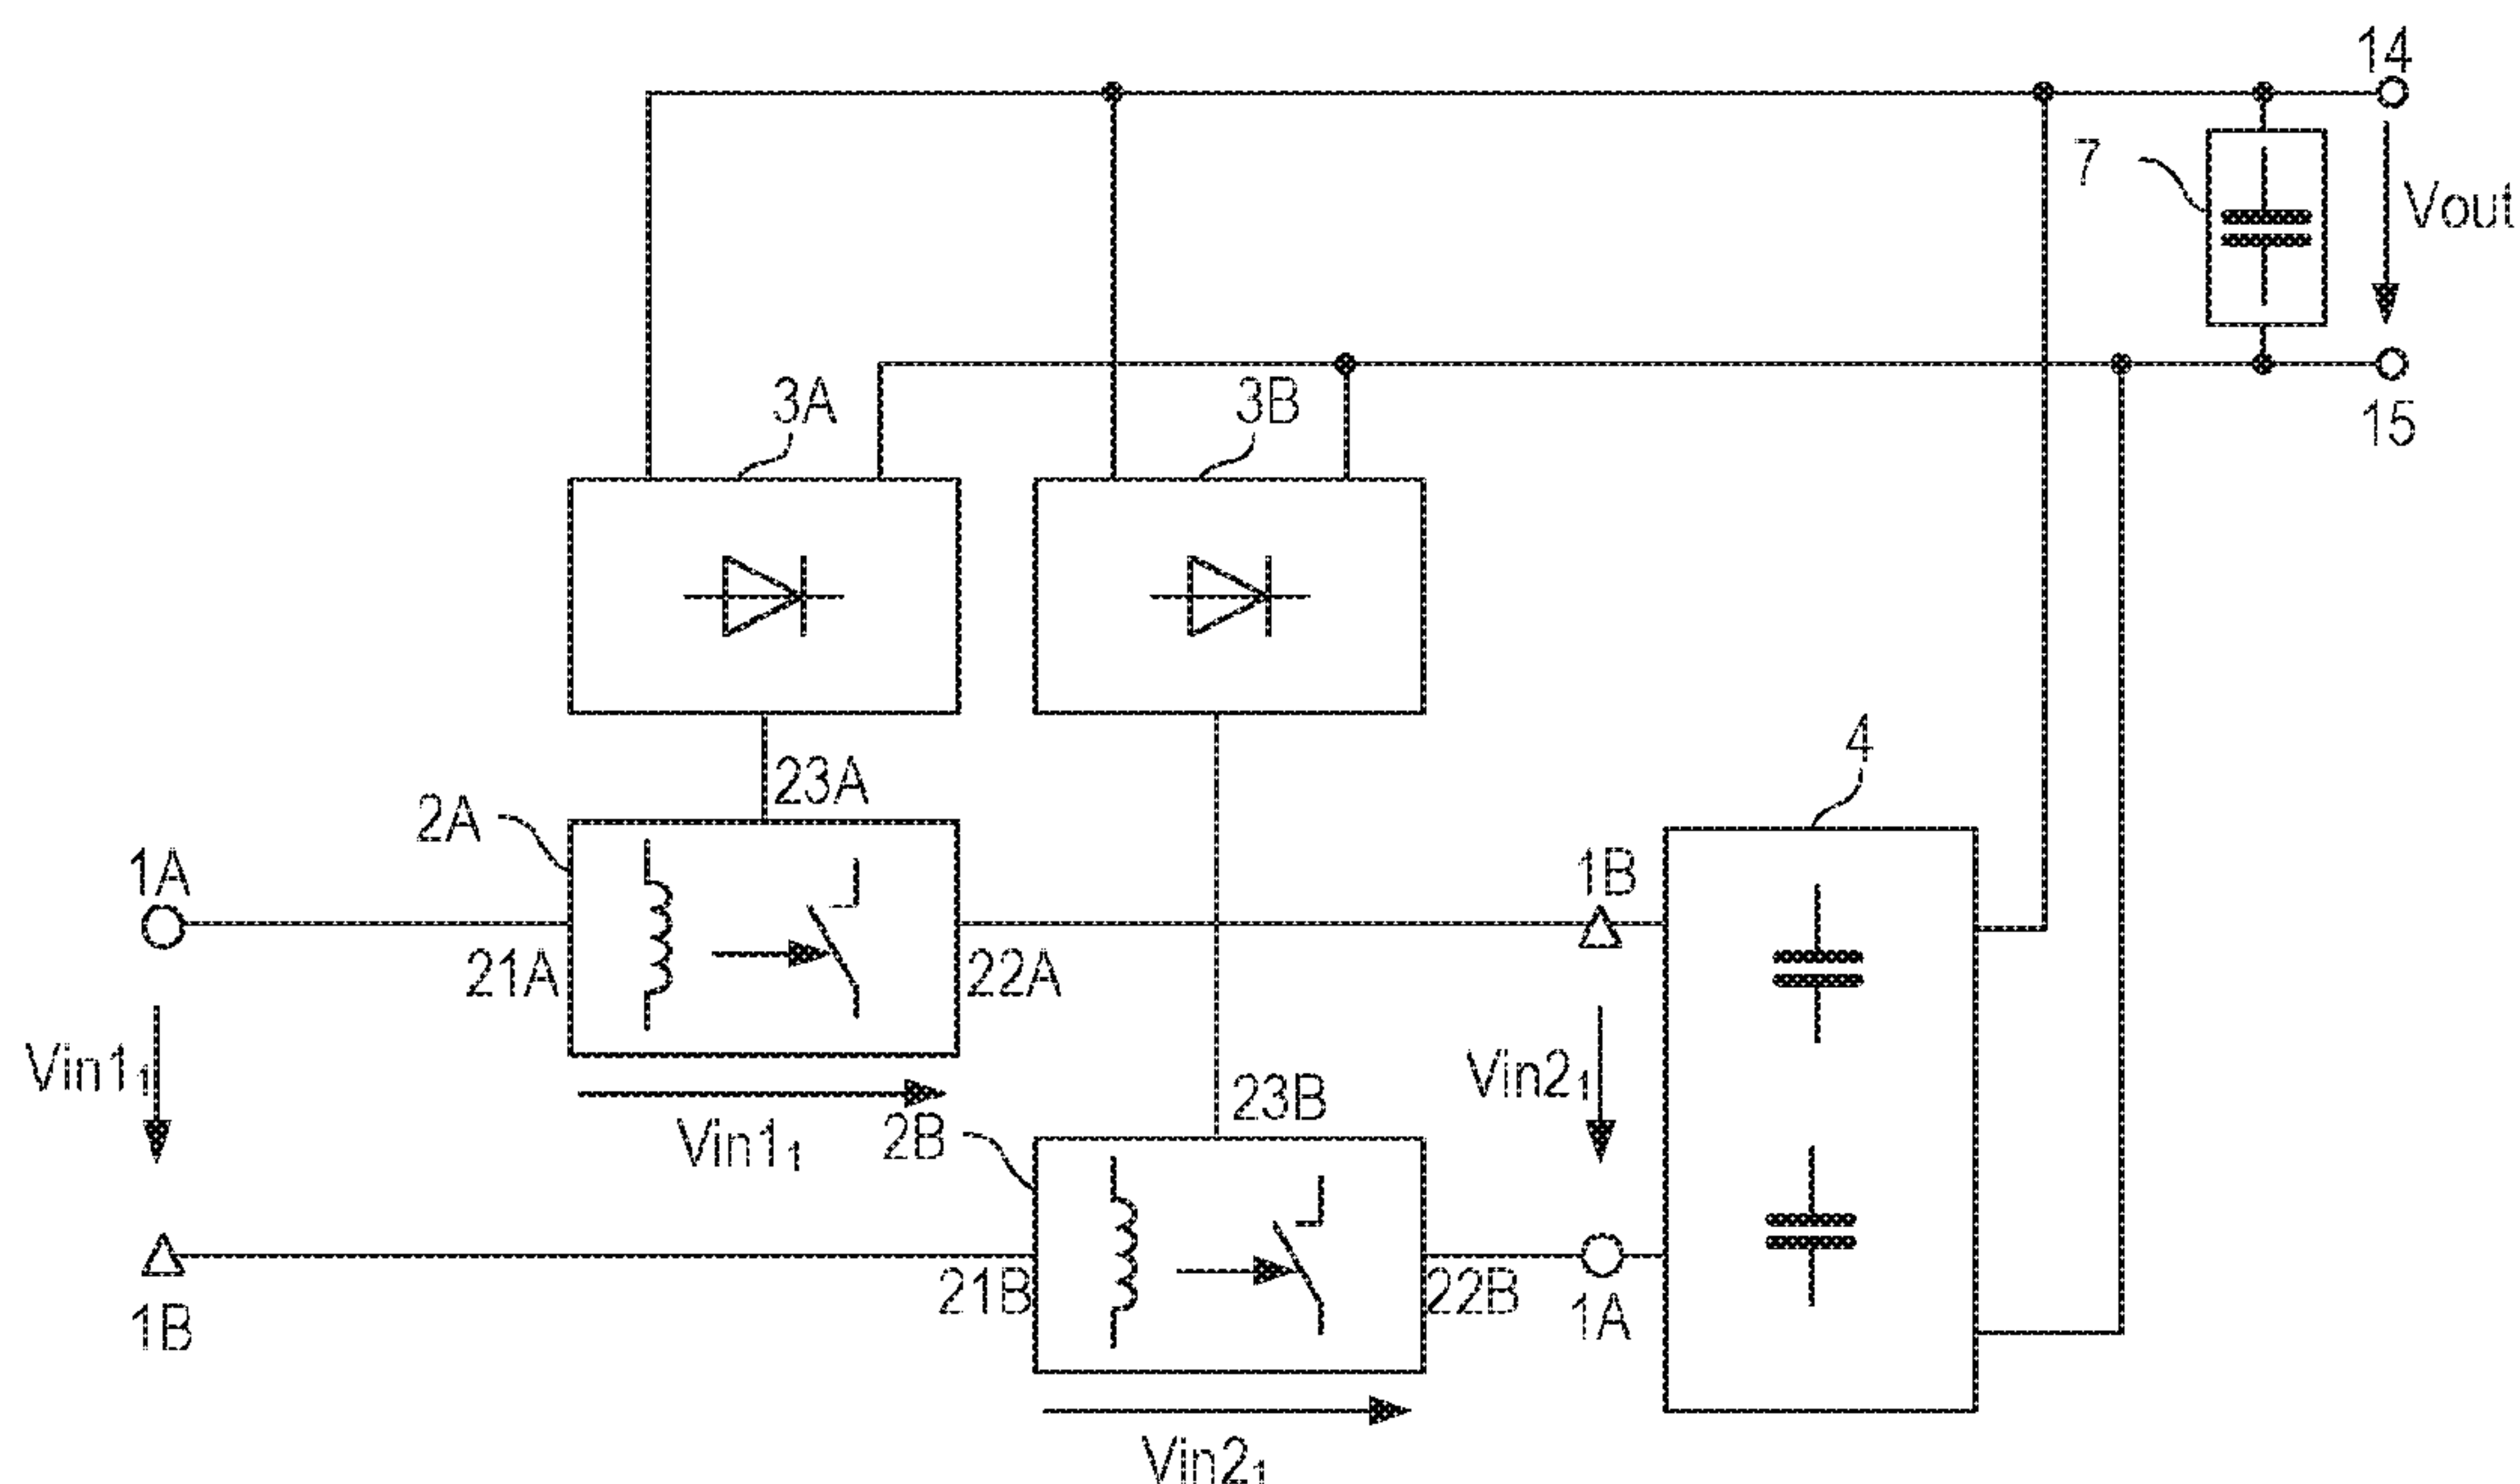 14
7
Vout
3A
3B
15
23A
4
2A
1A
1B
21A
22A
Vin1₁
Vin2₁
23B
Vin1₁
2B
21B
22B
1A
1B
Vin2₁